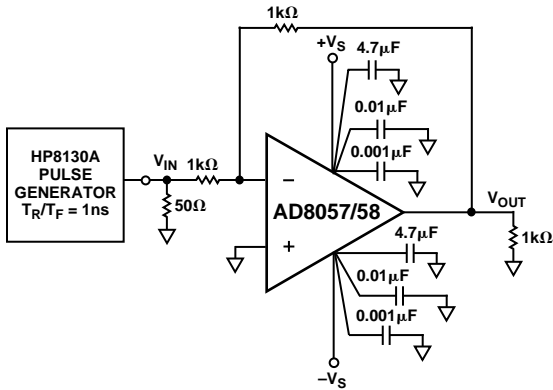 1kΩ
+VS
4.7µF
0.01µF
0.001µF
HP8130A
PULSE
GENERATOR
TR/TF = 1ns
VIN
1kΩ
50Ω
–
AD8057/58
+
VOUT
1kΩ
4.7µF
0.01µF
0.001µF
–VS